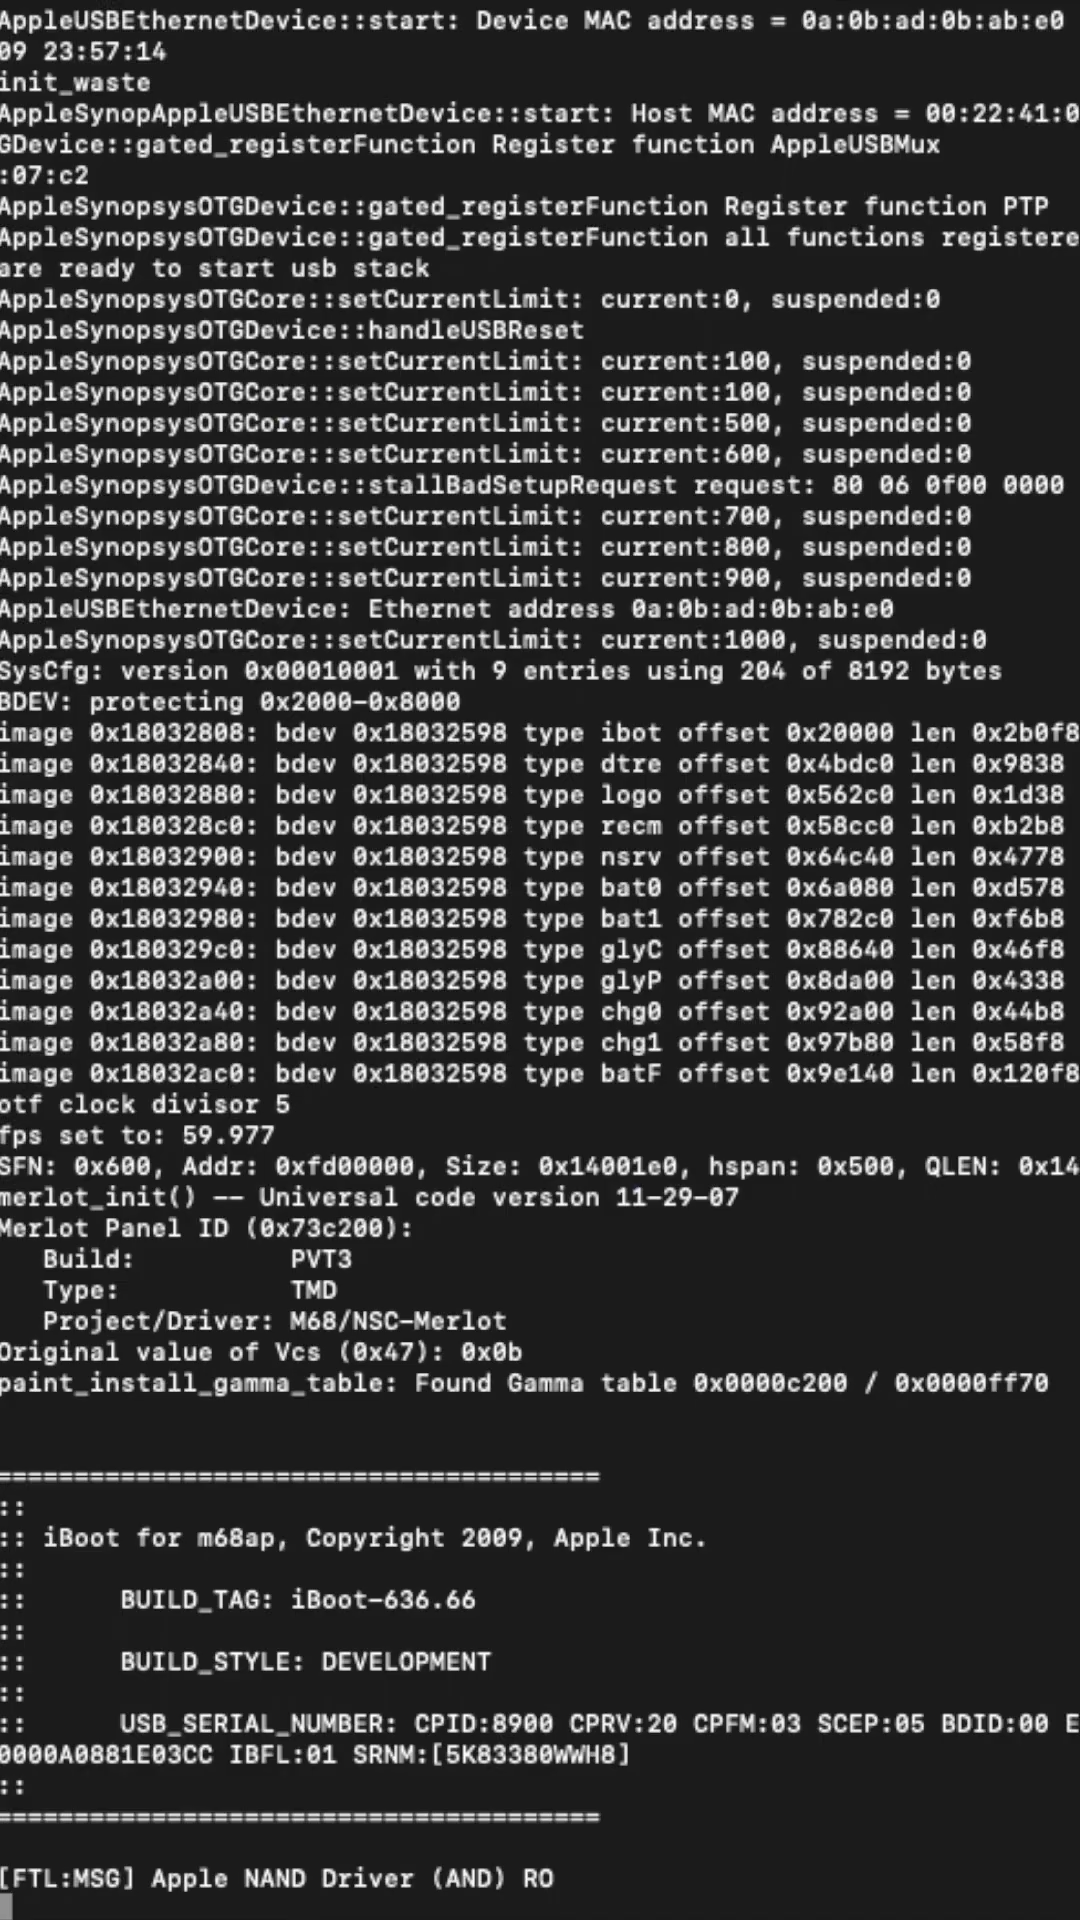 AppleUSBEthernetDevice::start: Device MAC address = 0a:0b:ad:0b:ab:e0
09 23:57:14
init_waste
AppleSynopAppleUSBEthernetDevice::start: Host MAC address = 00:22:41:0
GDevice::gated_registerFunction Register function AppleUSBMux
:07:c2
AppleSynopsysOTGDevice::gated_registerFunction Register function PTP
AppleSynopsysOTGDevice::gated_registerFunction all functions registere
are ready to start usb stack
AppleSynopsysOTGCore::setCurrentLimit: current:0, suspended:0
AppleSynopsysOTGDevice::handleUSBReset
AppleSynopsysOTGCore::setCurrentLimit: current:100, suspended:0
AppleSynopsysOTGCore::setCurrentLimit: current:100, suspended:0
AppleSynopsysOTGCore::setCurrentLimit: current:500, suspended:0
AppleSynopsysOTGCore::setCurrentLimit: current:600, suspended:0
AppleSynopsysOTGDevice::stallBadSetupRequest request: 80 06 0f00 0000
AppleSynopsysOTGCore::setCurrentLimit: current:700, suspended:0
AppleSynopsysOTGCore::setCurrentLimit: current:800, suspended:0
AppleSynopsysOTGCore::setCurrentLimit: current:900, suspended:0
AppleUSBEthernetDevice: Ethernet address 0a:0b:ad:0b:ab:e0
AppleSynopsysOTGCore::setCurrentLimit: current:1000, suspended:0
SysCfg: version 0x00010001 with 9 entries using 204 of 8192 bytes
BDEV: protecting 0x2000-0x8000
image 0x18032808: bdev 0x18032598 type ibot offset 0x20000 len 0x2b0f8
image 0x18032840: bdev 0x18032598 type dtre offset 0x4bdc0 len 0x9838
image 0x18032880: bdev 0x18032598 type logo offset 0x562c0 len 0x1d38
image 0x180328c0: bdev 0x18032598 type recm offset 0x58cc0 len 0xb2b8
image 0x18032900: bdev 0x18032598 type nsrv offset 0x64c40 len 0x4778
image 0x18032940: bdev 0x18032598 type bat0 offset 0x6a080 len 0xd578
image 0x18032980: bdev 0x18032598 type bat1 offset 0x782c0 len 0xf6b8
image 0x180329c0: bdev 0x18032598 type glyC offset 0x88640 len 0x46f8
image 0x18032a00: bdev 0x18032598 type glyP offset 0x8da00 len 0x4338
image 0x18032a40: bdev 0x18032598 type chg0 offset 0x92a00 len 0x44b8
image 0x18032a80: bdev 0x18032598 type chg1 offset 0x97b80 len 0x58f8
image 0x18032ac0: bdev 0x18032598 type batF offset 0x9e140 len 0x120f8
otf clock divisor 5
fps set to: 59.977
SFN: 0x600, Addr: 0xfd00000, Size: 0x14001e0, hspan: 0x500, QLEN: 0x14
merlot_init() -- Universal code version 11-29-07
Merlot Panel ID (0x73c200):
Build: PVT3
Type: TMD
Project/Driver: M68/NSC-Merlot
Original value of Vcs (0x47): 0x0b
paint_install_gamma_table: Found Gamma table 0x0000c200 / 0x0000ff70
=======================================
::
:: iBoot for m68ap, Copyright 2009, Apple Inc.
::
:: BUILD_TAG: iBoot-636.66
::
:: BUILD_STYLE: DEVELOPMENT
::
:: USB_SERIAL_NUMBER: CPID:8900 CPRV:20 CPFM:03 SCEP:05 BDID:00 E
0000A0881E03CC IBFL:01 SRNM:[5K83380WWH8]
::
=======================================
[FTL:MSG] Apple NAND Driver (AND) RO